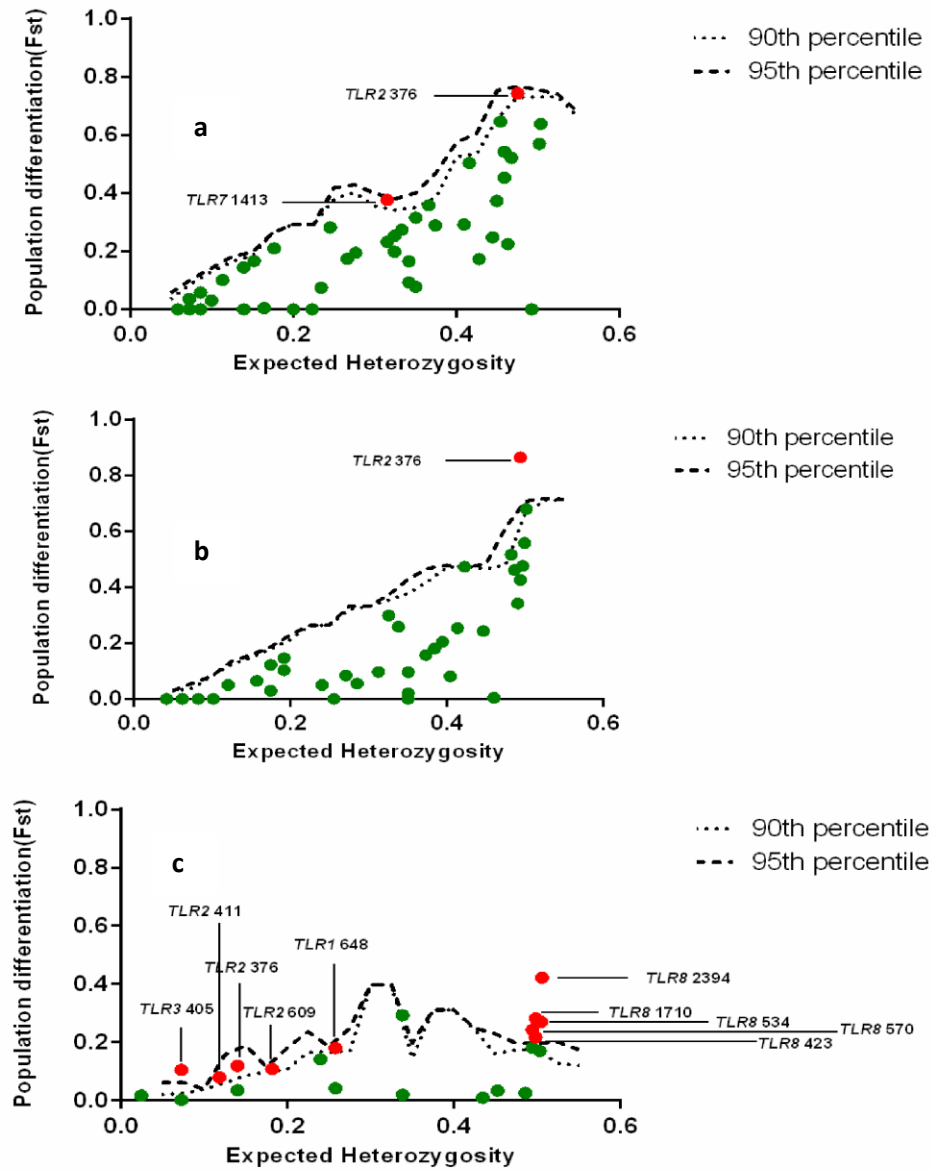 Population differentiation(Fst)
1.0
0.8
0.6
0.4
0.2
0.0
0.0
0.2
0.4
0.6
Expected Heterozygosity
a
TLR2 376
TLR7 1413
90th percentile
95th percentile
Population differentiation(Fst)
1.0
0.8
0.6
0.4
0.2
0.0
0.0
0.2
0.4
0.6
Expected Heterozygosity
b
TLR2 376
90th percentile
95th percentile
Population differentiation(Fst)
1.0
0.8
0.6
0.4
0.2
0.0
0.0
0.2
0.4
0.6
Expected Heterozygosity
c
TLR2 411
TLR1 648
TLR2 376
TLR3 405
TLR2 609
TLR8 2394
TLR8 1710
TLR8 534
TLR8 570
TLR8 423
90th percentile
95th percentile